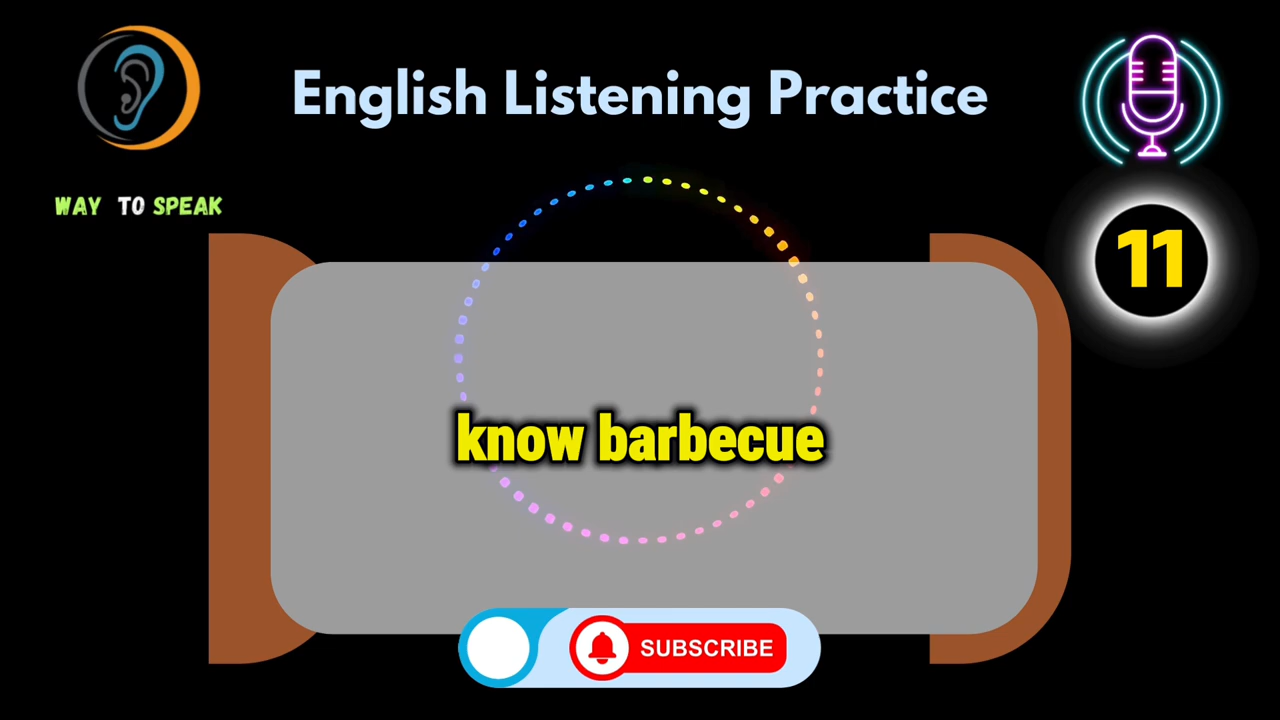 English Listening Practice
WAY TO SPEAK
11
know barbecue
SUBSCRIBE